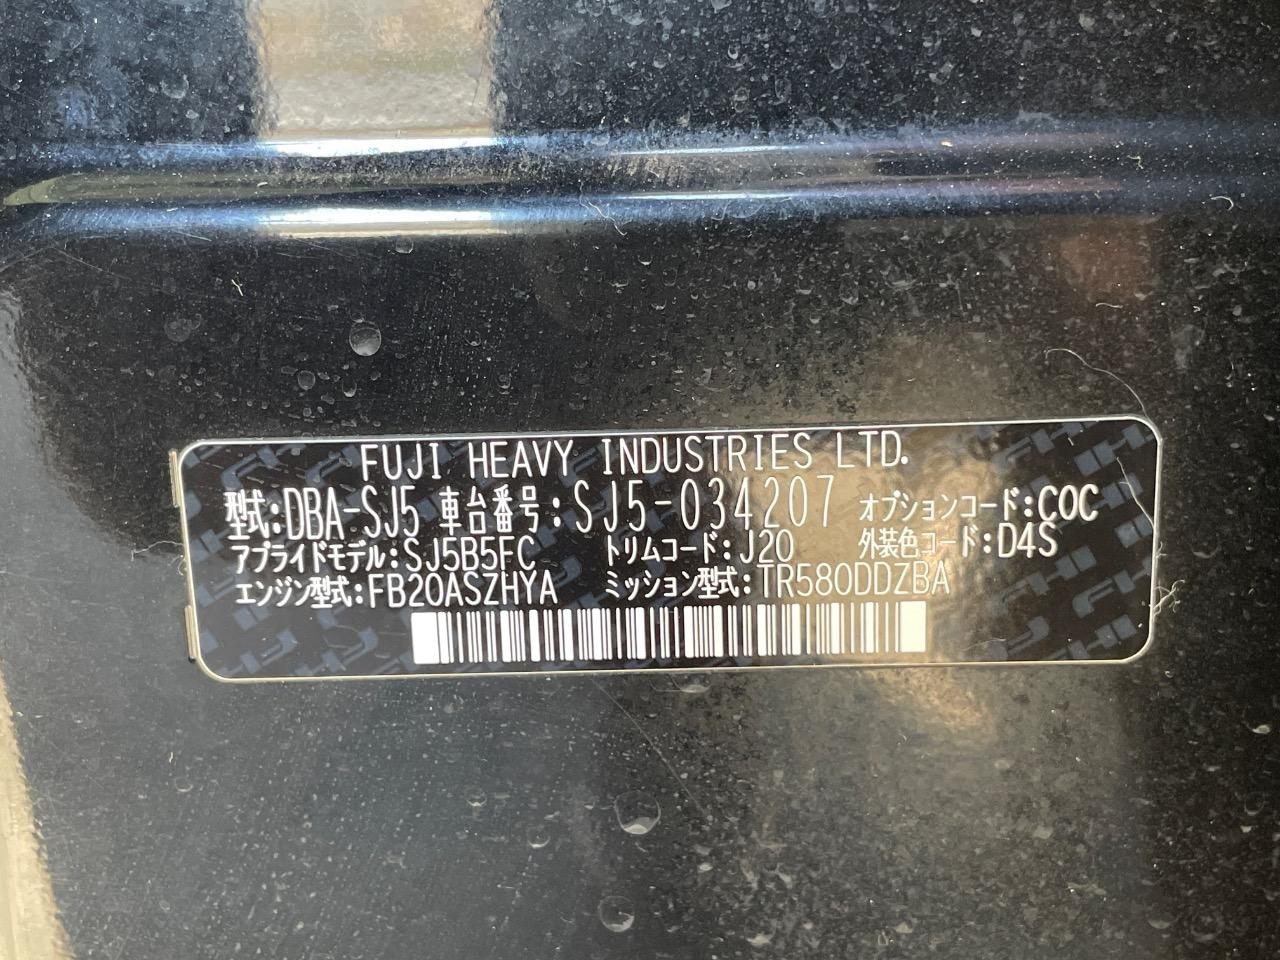 FUJI HEAVY INDUSTRIES LTD.
型式:DBA-SJ5 車台番号:SJ5-034207 オプションコード:C0C
アプライドモデル:SJ5B5FC トリムコード:J20 外装色コード:D4S
エンジン型式:FB20ASZHYA ミッション型式:TR580DDZBA